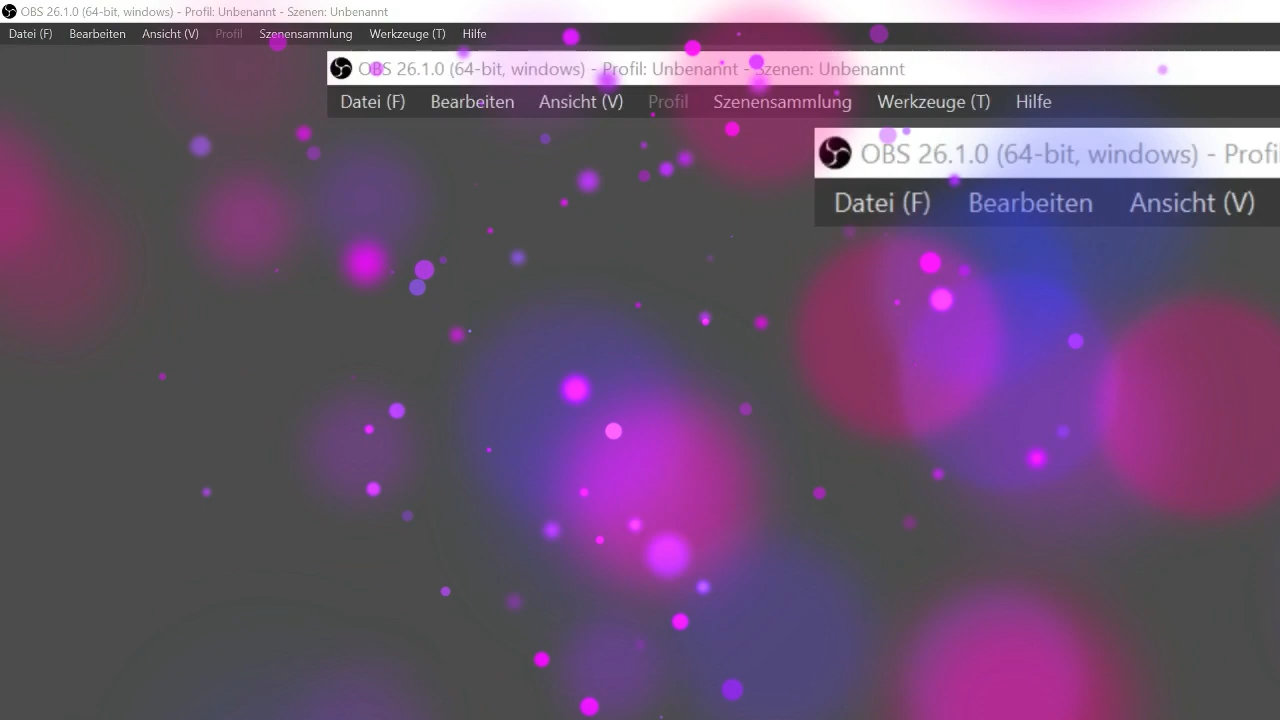 OBS 26.1.0 (64-bit, windows) - Profil: Unbenannt - Szenen: Unbenannt
Datei (F) Bearbeiten Ansicht (V) Profil Szenensammlung Werkzeuge (T) Hilfe
OBS 26.1.0 (64-bit, windows) - Profil: Unbenannt - Szenen: Unbenannt
Datei (F) Bearbeiten Ansicht (V) Profil Szenensammlung Werkzeuge (T) Hilfe
OBS 26.1.0 (64-bit, windows) - Profi
Datei (F) Bearbeiten Ansicht (V)